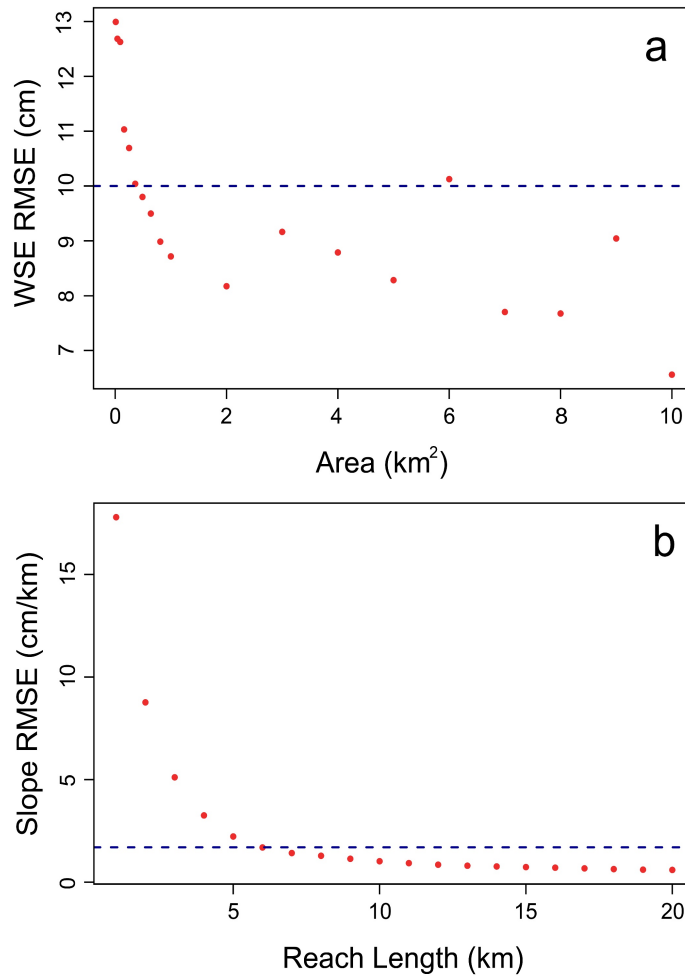 a
WSE RMSE (cm)
13
12
11
10
9
8
7
0 2 4 6 8 10
Area (km²)
b
Slope RMSE (cm/km)
15
10
5
0
5 10 15 20
Reach Length (km)